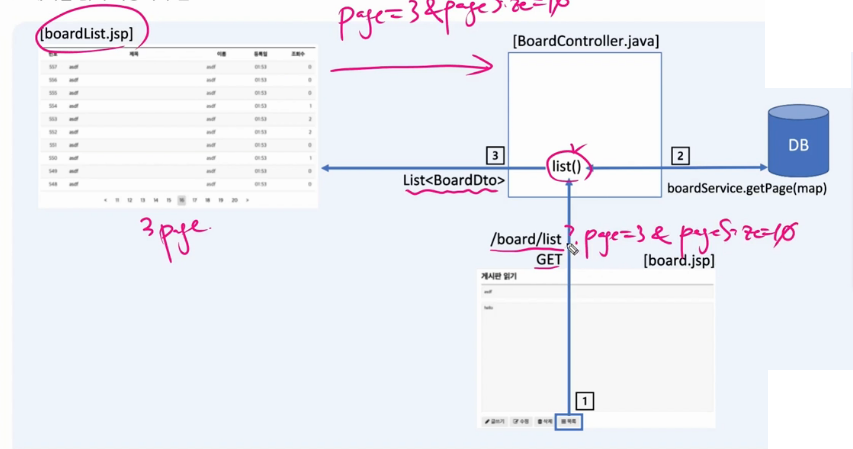 page=3&pageSize=10
[boardList.jsp]
번호 제목 이름 등록일 조회수
557 asdf asdf 01:53 0
556 asdf asdf 01:53 0
555 asdf asdf 01:53 0
554 asdf asdf 01:53 1
553 asdf asdf 01:53 2
552 asdf asdf 01:53 2
551 asdf asdf 01:53 0
550 asdf asdf 01:53 1
549 asdf asdf 01:53 0
548 asdf asdf 01:53 0
< 11 12 13 14 15 16 17 18 19 20 >
3 page.
[BoardController.java]
3
list()
2
DB
List<BoardDto>
boardService.getPage(map)
/board/list ?page=3 & pageSize=10
GET
[board.jsp]
게시판 읽기
asdf
hello
1
글쓰기 수정 삭제 목록